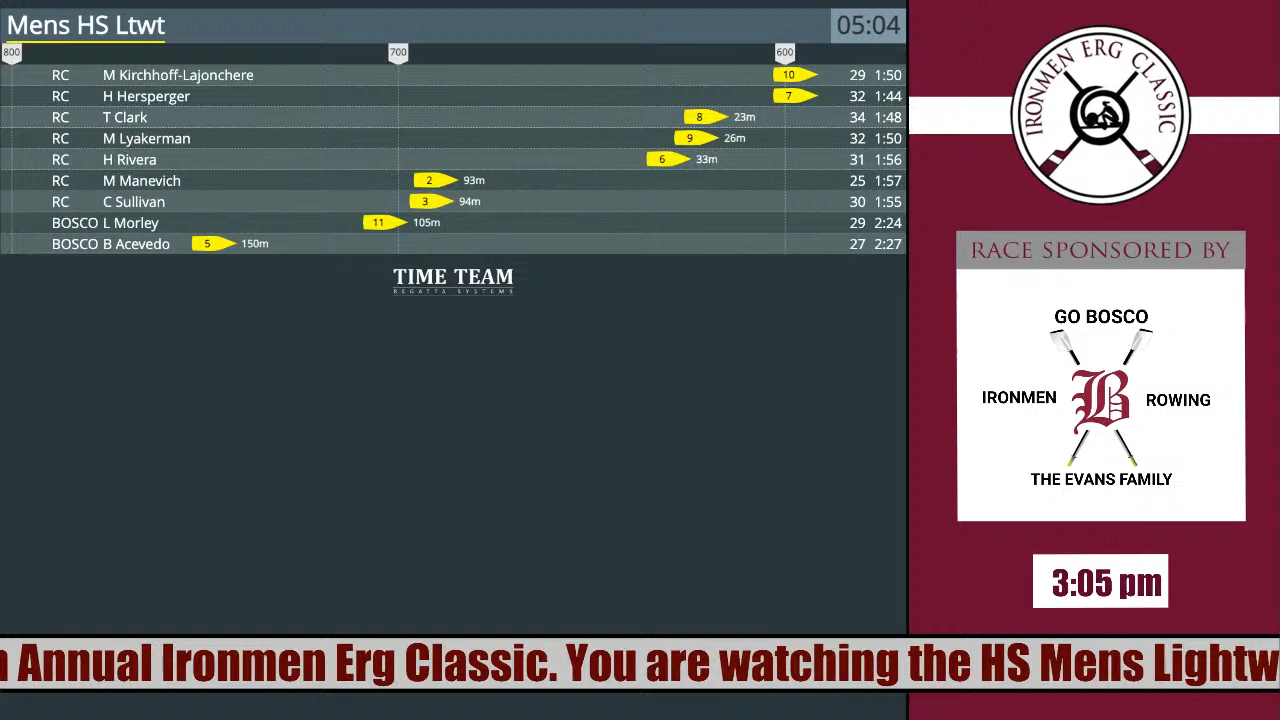 Mens HS Ltwt 05:04
800 700 600
RC M Kirchhoff-Lajonchere 10 29 1:50
RC H Hersperger 7 32 1:44
RC T Clark 8 23m 34 1:48
RC M Lyakerman 9 26m 32 1:50
RC H Rivera 6 33m 31 1:56
RC M Manevich 2 93m 25 1:57
RC C Sullivan 3 94m 30 1:55
BOSCO L Morley 11 105m 29 2:24
BOSCO B Acevedo 5 150m 27 2:27
TIME TEAM
REGATTA SYSTEMS
IRONMEN ERG CLASSIC
RACE SPONSORED BY
GO BOSCO
IRONMEN B ROWING
THE EVANS FAMILY
3:05 pm
Annual Ironmen Erg Classic. You are watching the HS Mens Lightw